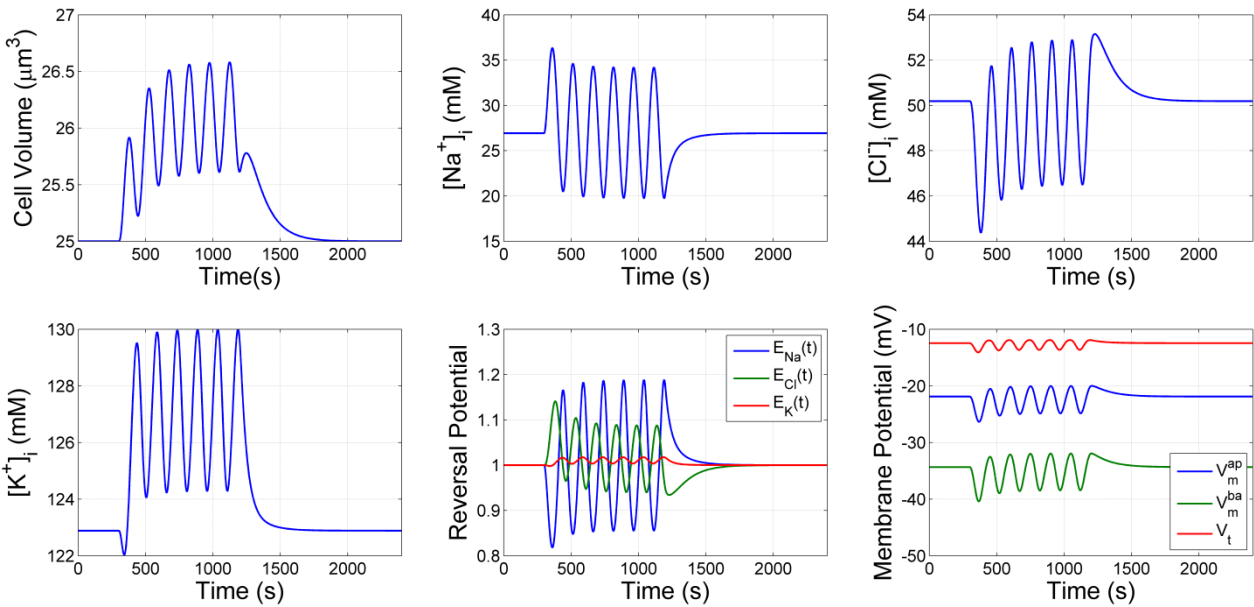 Cell Volume (μm³)
27
26.5
26
25.5
25
0 500 1000 1500 2000
Time(s)
[Na⁺]ᵢ (mM)
40
35
30
25
20
15
0 500 1000 1500 2000
Time (s)
[Cl⁻]ᵢ (mM)
54
52
50
48
46
44
0 500 1000 1500 2000
Time (s)
[K⁺]ᵢ (mM)
130
128
126
123
122
0 500 1000 1500 2000
Time (s)
Reversal Potential
1.3
1.2
1.1
1
0.9
0.8
0 500 1000 1500 2000
Time (s)
E_Na(t)
E_Cl(t)
E_K(t)
Membrane Potential (mV)
-10
-20
-30
-40
-50
0 500 1000 1500 2000
Time (s)
V_m^ap
V_m^ba
V_t